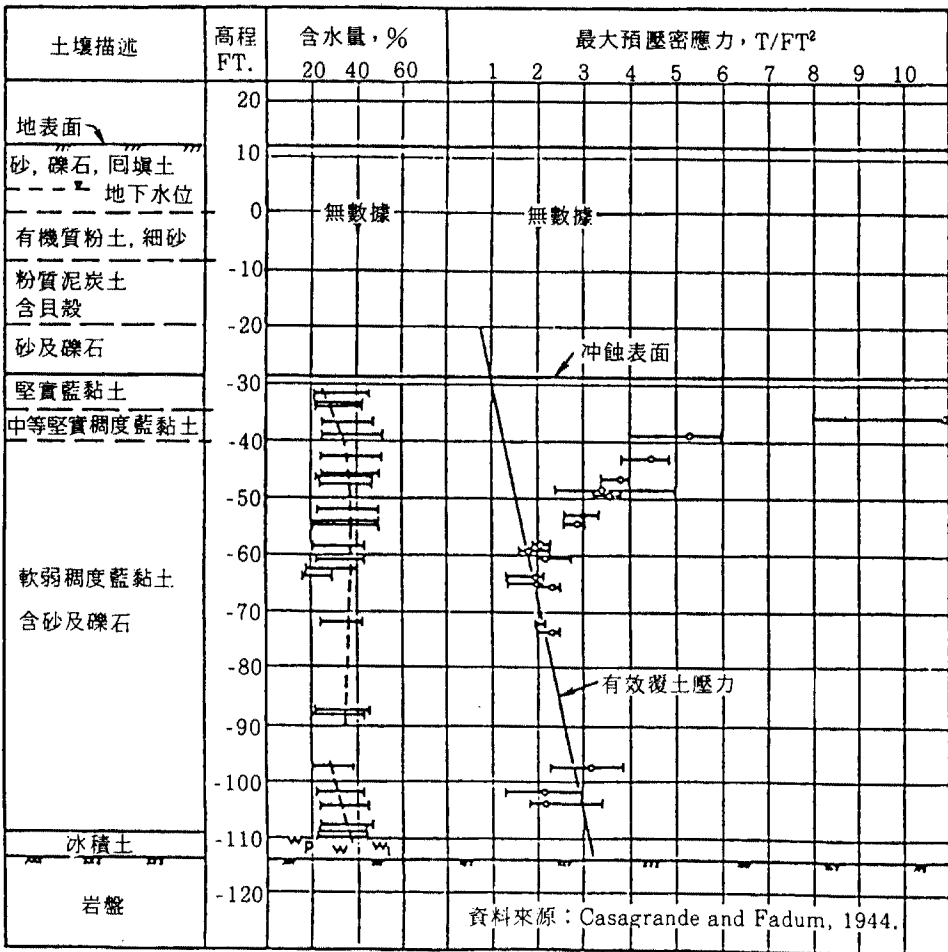 土壤描述
高程
FT.
含水量，%
20 40 60
最大預壓密應力，T/FT²
1 2 3 4 5 6 7 8 9 10
20
地表面
10
砂, 礫石, 囘塡土
地下水位
0
無數據
無數據
有機質粉土, 細砂
-10
粉質泥炭土
含貝殼
-20
砂及礫石
冲蝕表面
-30
堅實藍黏土
中等堅實稠度藍黏土
-40
-50
-60
軟弱稠度藍黏土
含砂及礫石
-70
-80
有效覆土壓力
-90
-100
-110
冰積土
W P
W
W l
-120
岩盤
資料來源：Casagrande and Fadum, 1944.